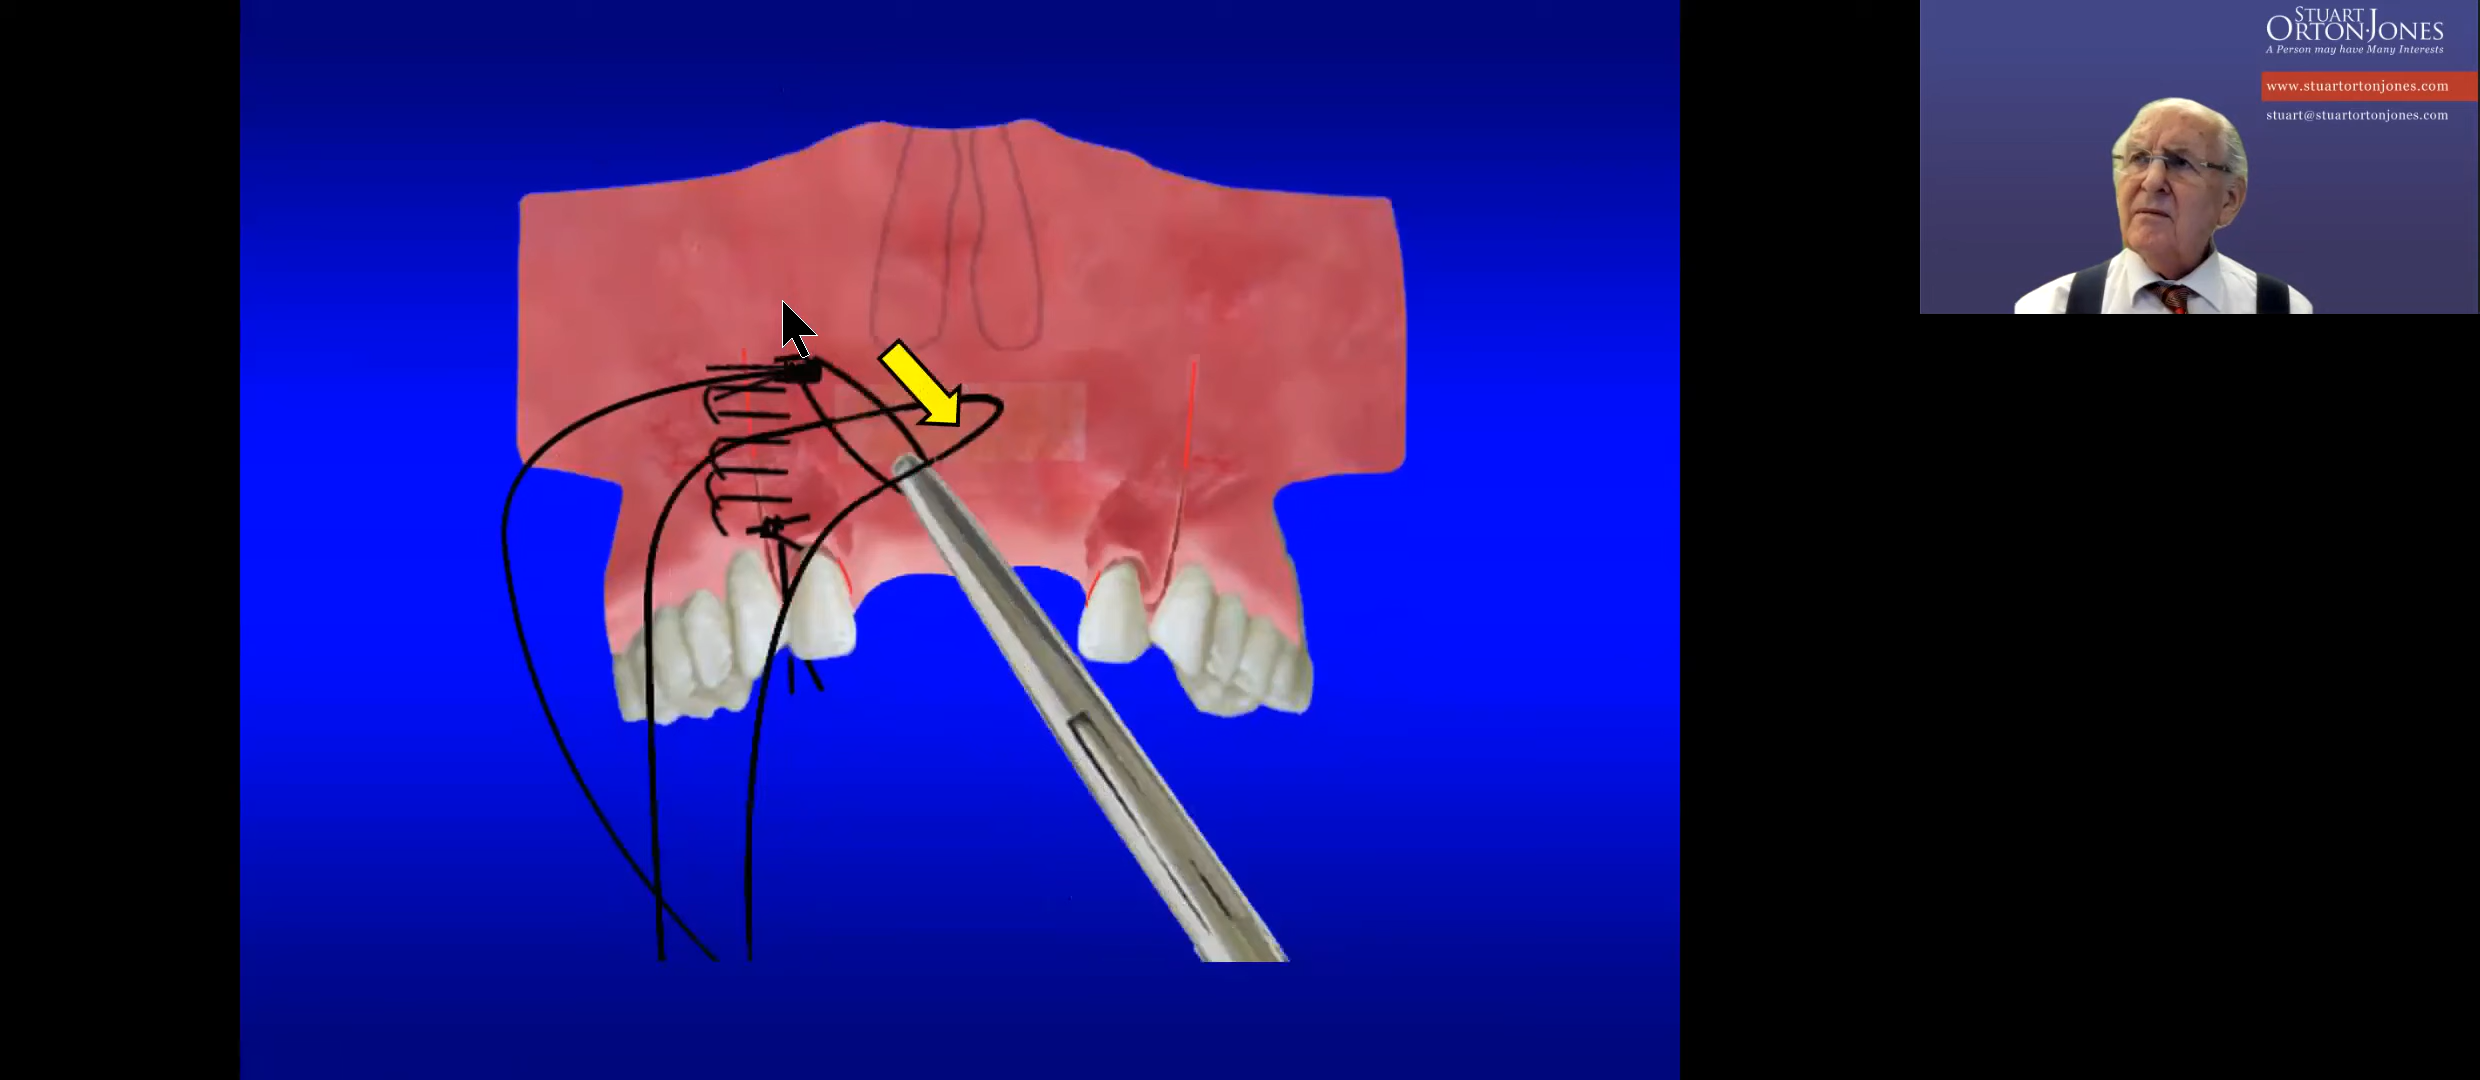 STUART
ORTON-JONES
A Person may have Many Interests
www.stuartortonjones.com
stuart@stuartortonjones.com